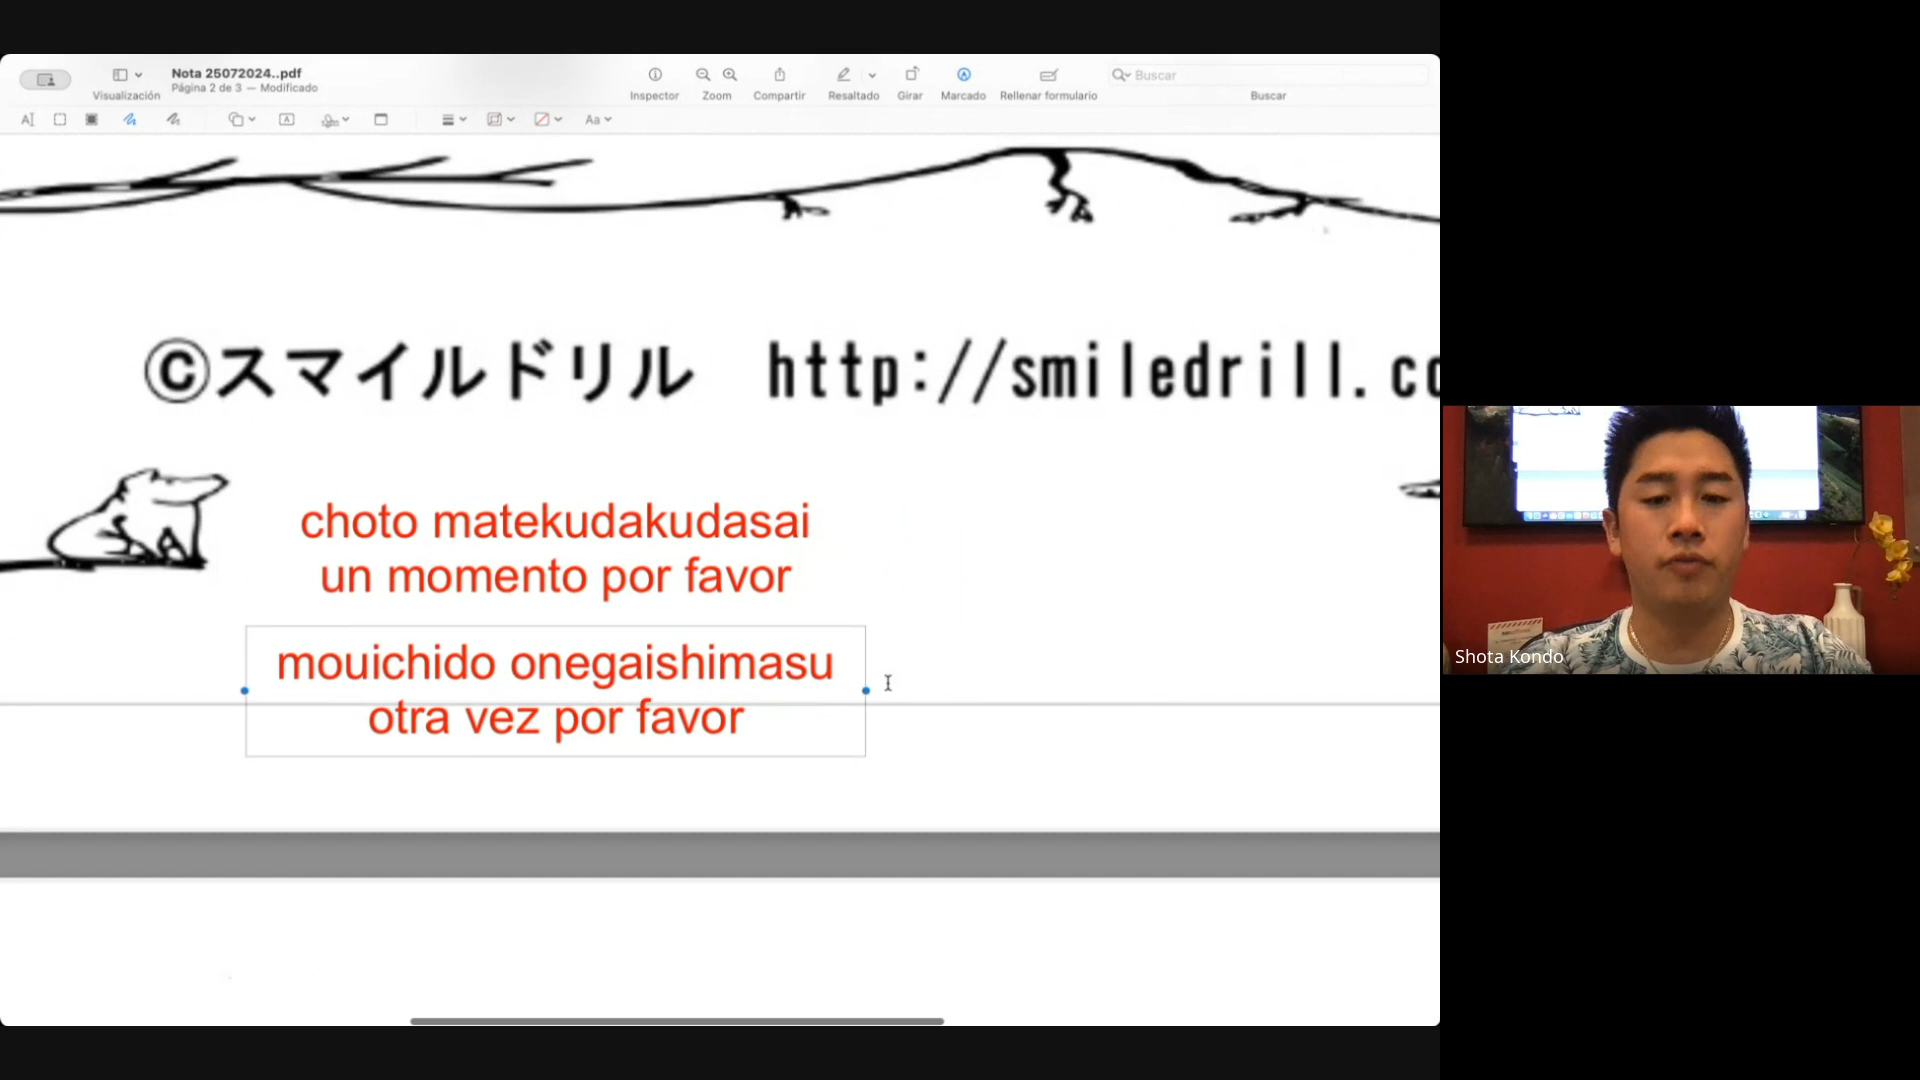 Nota 25072024..pdf
Página 2 de 3 — Modificado
Visualización
Inspector
Zoom
Compartir
Resaltado
Girar
Marcado
Rellenar formulario
Buscar
Buscar
Aa
©スマイルドリル http://smiledrill.co
choto matekudakudasai
un momento por favor
mouichido onegaishimasu
otra vez por favor
Shota Kondo